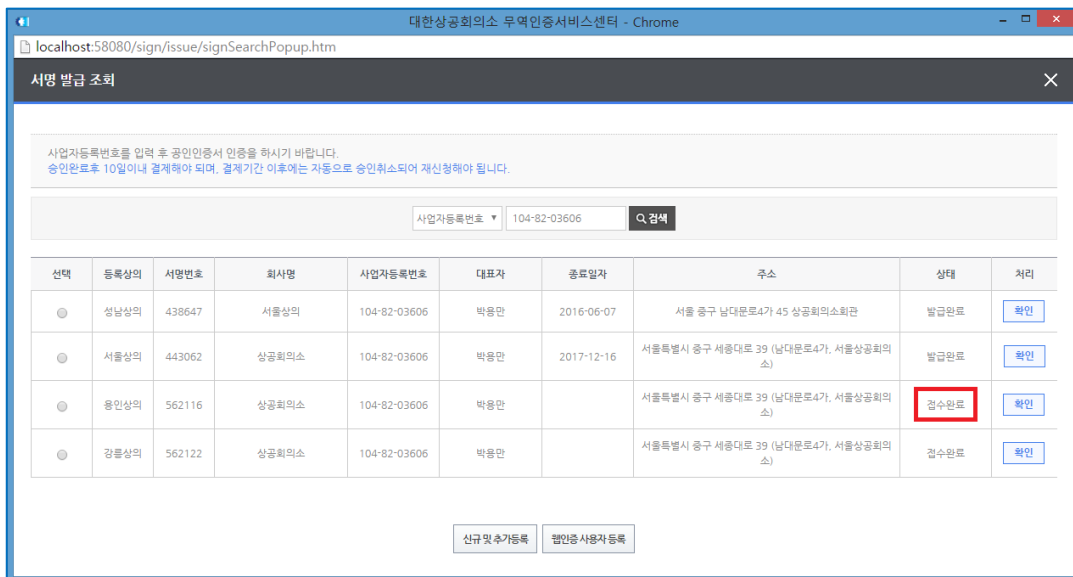 대한상공회의소 무역인증서비스센터 - Chrome
localhost:58080/sign/issue/signSearchPopup.htm
서명 발급 조회
사업자등록번호를 입력 후 공인인증서 인증을 하시기 바랍니다.
승인완료후 10일이내 결제해야 되며, 결제기간 이후에는 자동으로 승인취소되어 재신청해야 됩니다.
사업자등록번호 104-82-03606 검색
선택 등록상의 서명번호 회사명 사업자등록번호 대표자 종료일자 주소 상태 처리
성남상의 438647 서울상의 104-82-03606 박용만 2016-06-07 서울 중구 남대문로4가 45 상공회의소회관 발급완료 확인
서울상의 443062 상공회의소 104-82-03606 박용만 2017-12-16 서울특별시 중구 세종대로 39 (남대문로4가, 서울상공회의
소) 발급완료 확인
용인상의 562116 상공회의소 104-82-03606 박용만 서울특별시 중구 세종대로 39 (남대문로4가, 서울상공회의
소) 접수완료 확인
강릉상의 562122 상공회의소 104-82-03606 박용만 서울특별시 중구 세종대로 39 (남대문로4가, 서울상공회의
소) 접수완료 확인
신규 및 추가등록 웹인증 사용자 등록